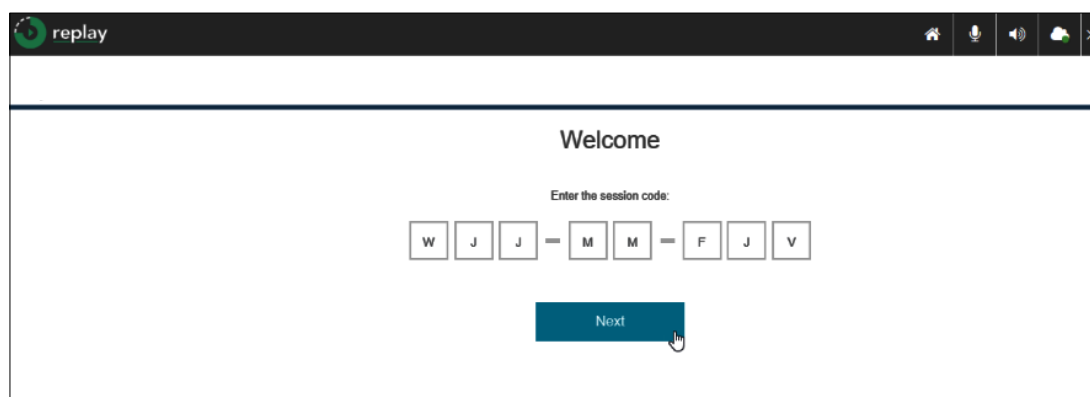 replay
Welcome
Enter the session code:
W J J – M M – F J V
Next